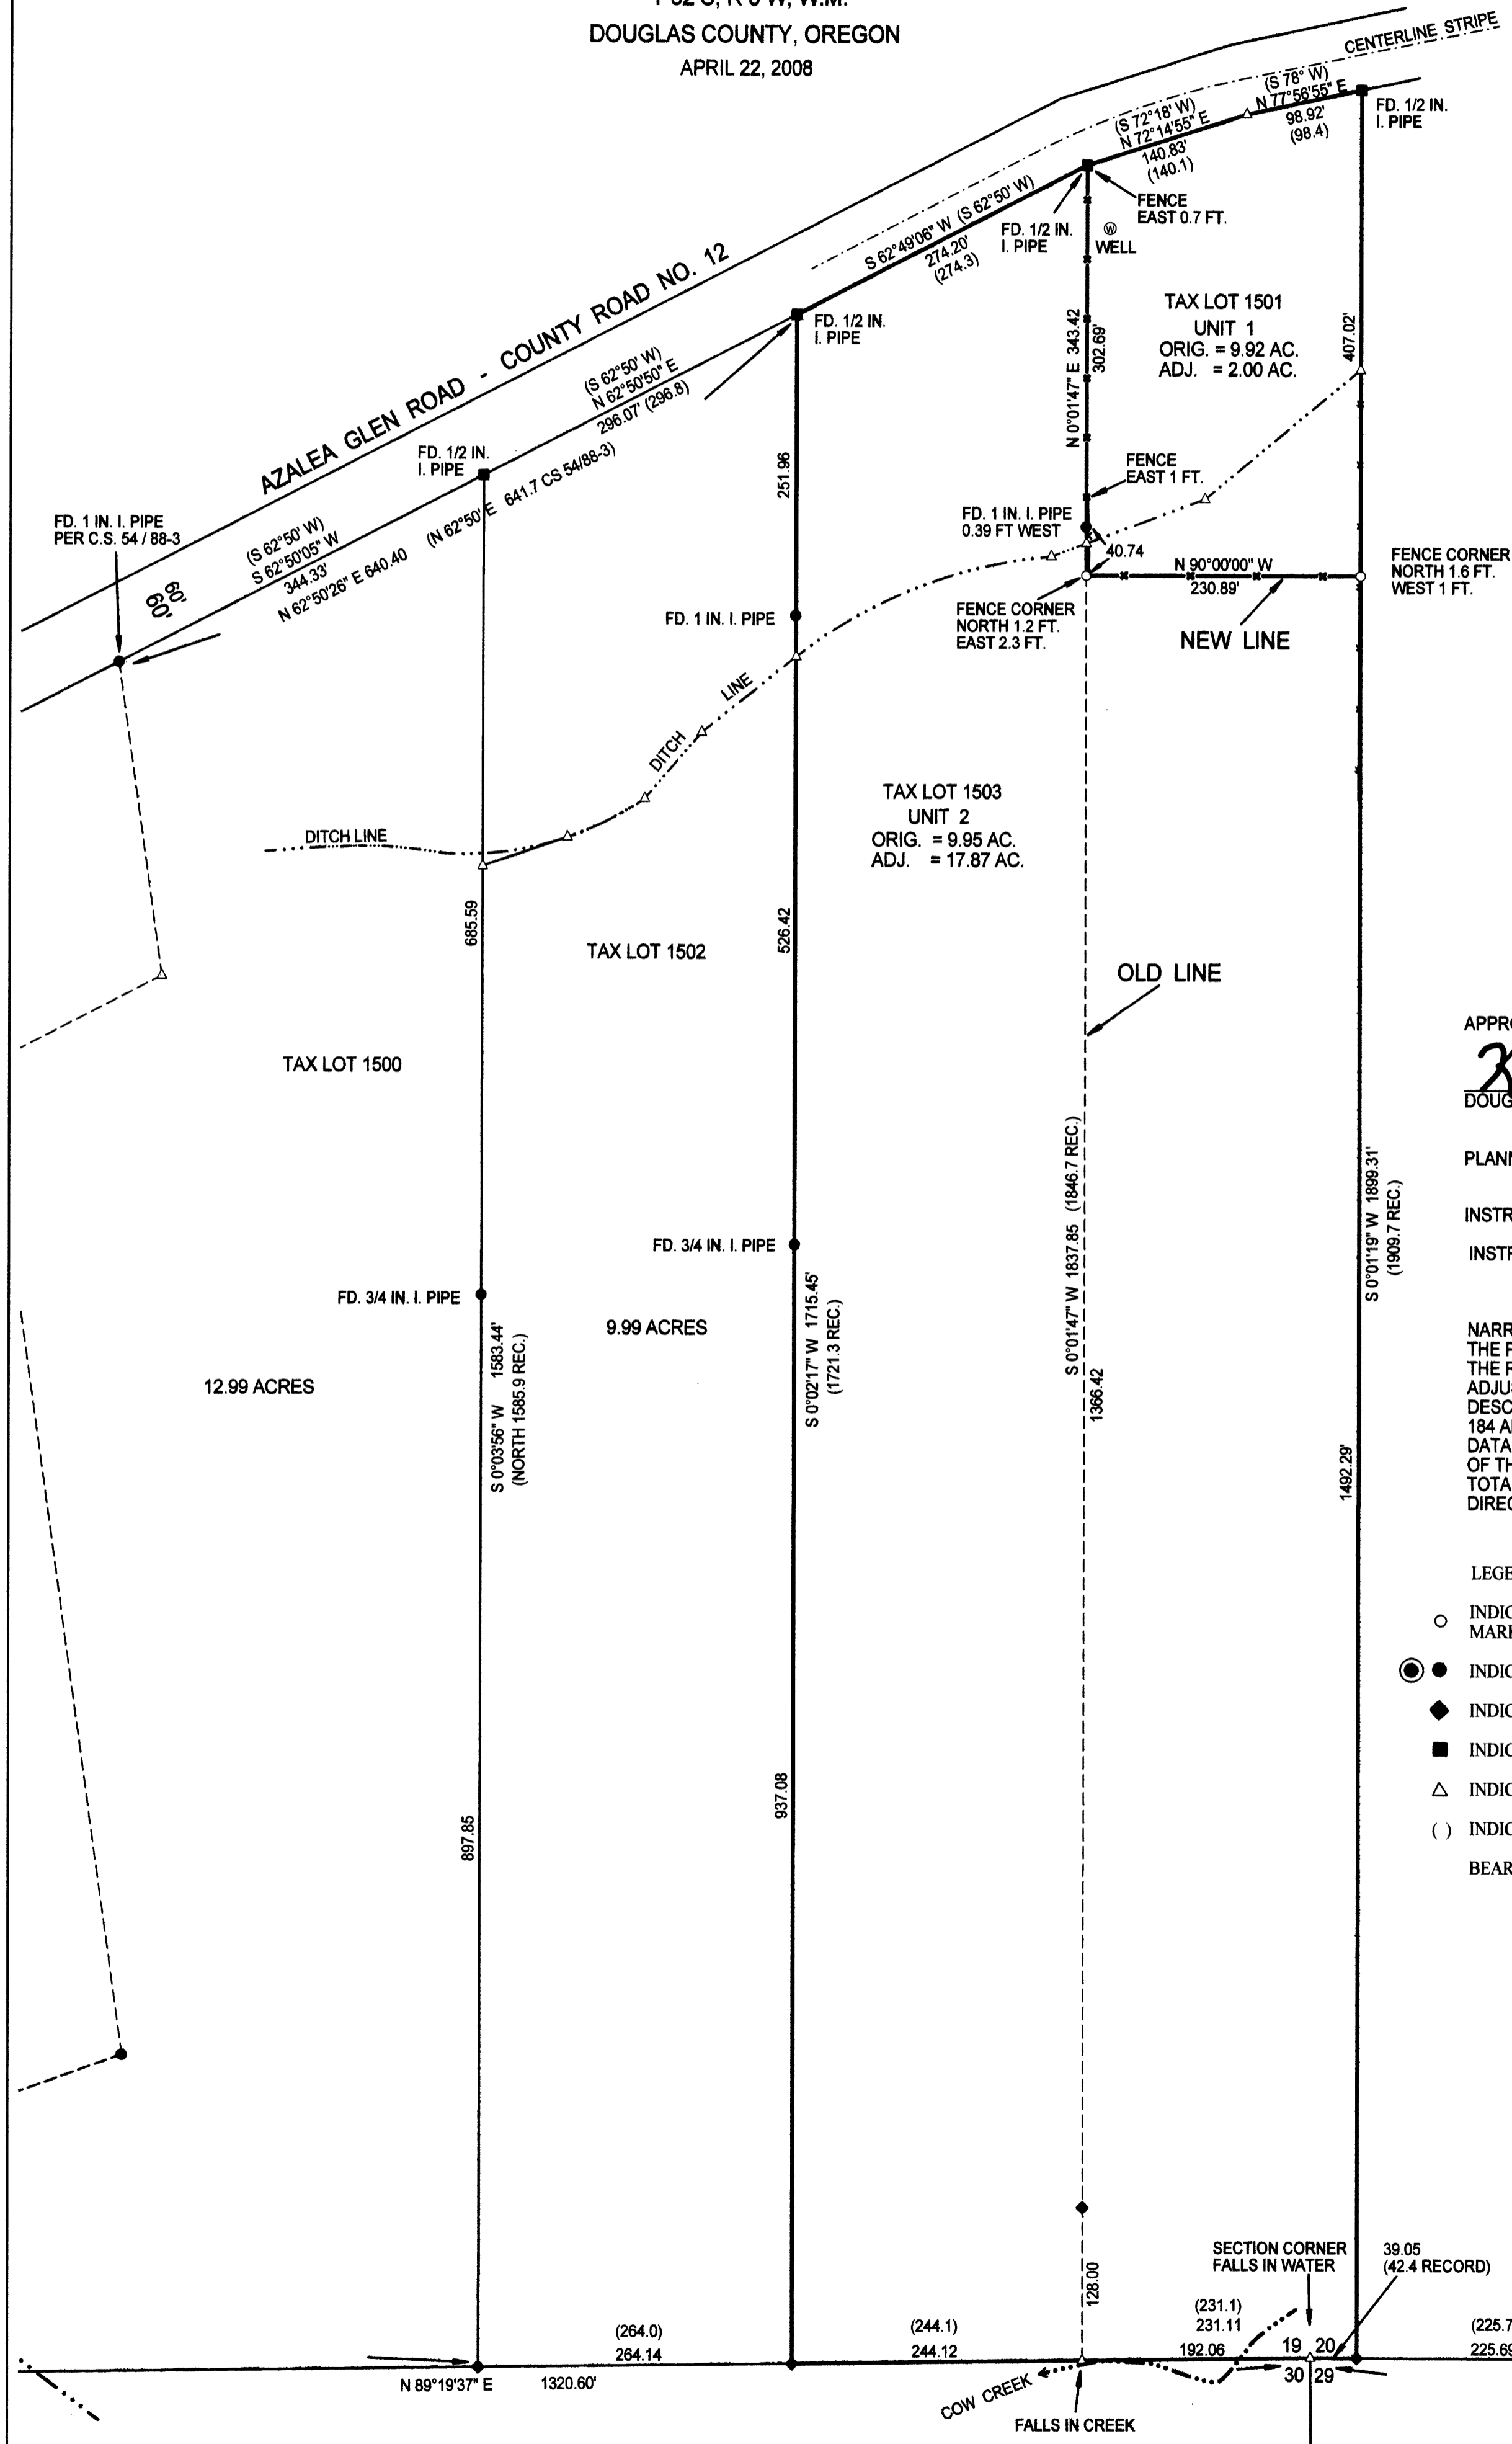 DOUGLAS COUNTY, OREGON
APRIL 22, 2008
CENTERLINE STRIPE
(S 78° W)
N 77°56'55" E
98.92'
(98.4)
FD. 1/2 IN.
I. PIPE
(S 72°18' W)
N 72°14'55" E
140.83'
(140.1)
FENCE
EAST 0.7 FT.
FD. 1/2 IN.
I. PIPE
W
WELL
S 62°49'06" W (S 62°50' W)
274.20'
(274.3)
AZALEA GLEN ROAD - COUNTY ROAD NO. 12
FD. 1/2 IN.
I. PIPE
(S 62°50' W)
N 62°50'50" E
296.07' (296.8)
TAX LOT 1501
UNIT 1
ORIG. = 9.92 AC.
ADJ. = 2.00 AC.
N 0°01'47" E 343.42
302.69'
407.02'
FD. 1/2 IN.
I. PIPE
(N 62°50' E 641.7 CS 54/88-3)
FD. 1 IN. I. PIPE
PER C.S. 54 / 88-3
(S 62°50' W)
S 62°50'05" W
344.33'
N 62°50'26" E 640.40
60'
60'
251.96
FENCE
EAST 1 FT.
FD. 1 IN. I. PIPE
0.39 FT WEST
40.74
N 90°00'00" W
230.89'
FENCE CORNER
NORTH 1.6 FT.
WEST 1 FT.
FENCE CORNER
NORTH 1.2 FT.
EAST 2.3 FT.
NEW LINE
FD. 1 IN. I. PIPE
DITCH LINE
DITCH LINE
TAX LOT 1503
UNIT 2
ORIG. = 9.95 AC.
ADJ. = 17.87 AC.
685.59
526.42
TAX LOT 1502
OLD LINE
TAX LOT 1500
S 0°01'47" W 1837.85 (1846.7 REC.)
1366.42
S 0°01'19" W 1899.31'
(1909.7 REC.)
FD. 3/4 IN. I. PIPE
FD. 3/4 IN. I. PIPE
9.99 ACRES
12.99 ACRES
S 0°03'56" W 1583.44'
(NORTH 1585.9 REC.)
S 0°02'17" W 1715.45'
(1721.3 REC.)
1492.29'
897.85
937.08
128.00
184
DATA
BEAR
( )
SECTION CORNER
FALLS IN WATER
39.05
(42.4 RECORD)
(264.0)
264.14
(244.1)
244.12
(231.1)
231.11
192.06
19 20
30 29
(225.7
225.69
N 89°19'37" E 1320.60'
COW CREEK
FALLS IN CREEK